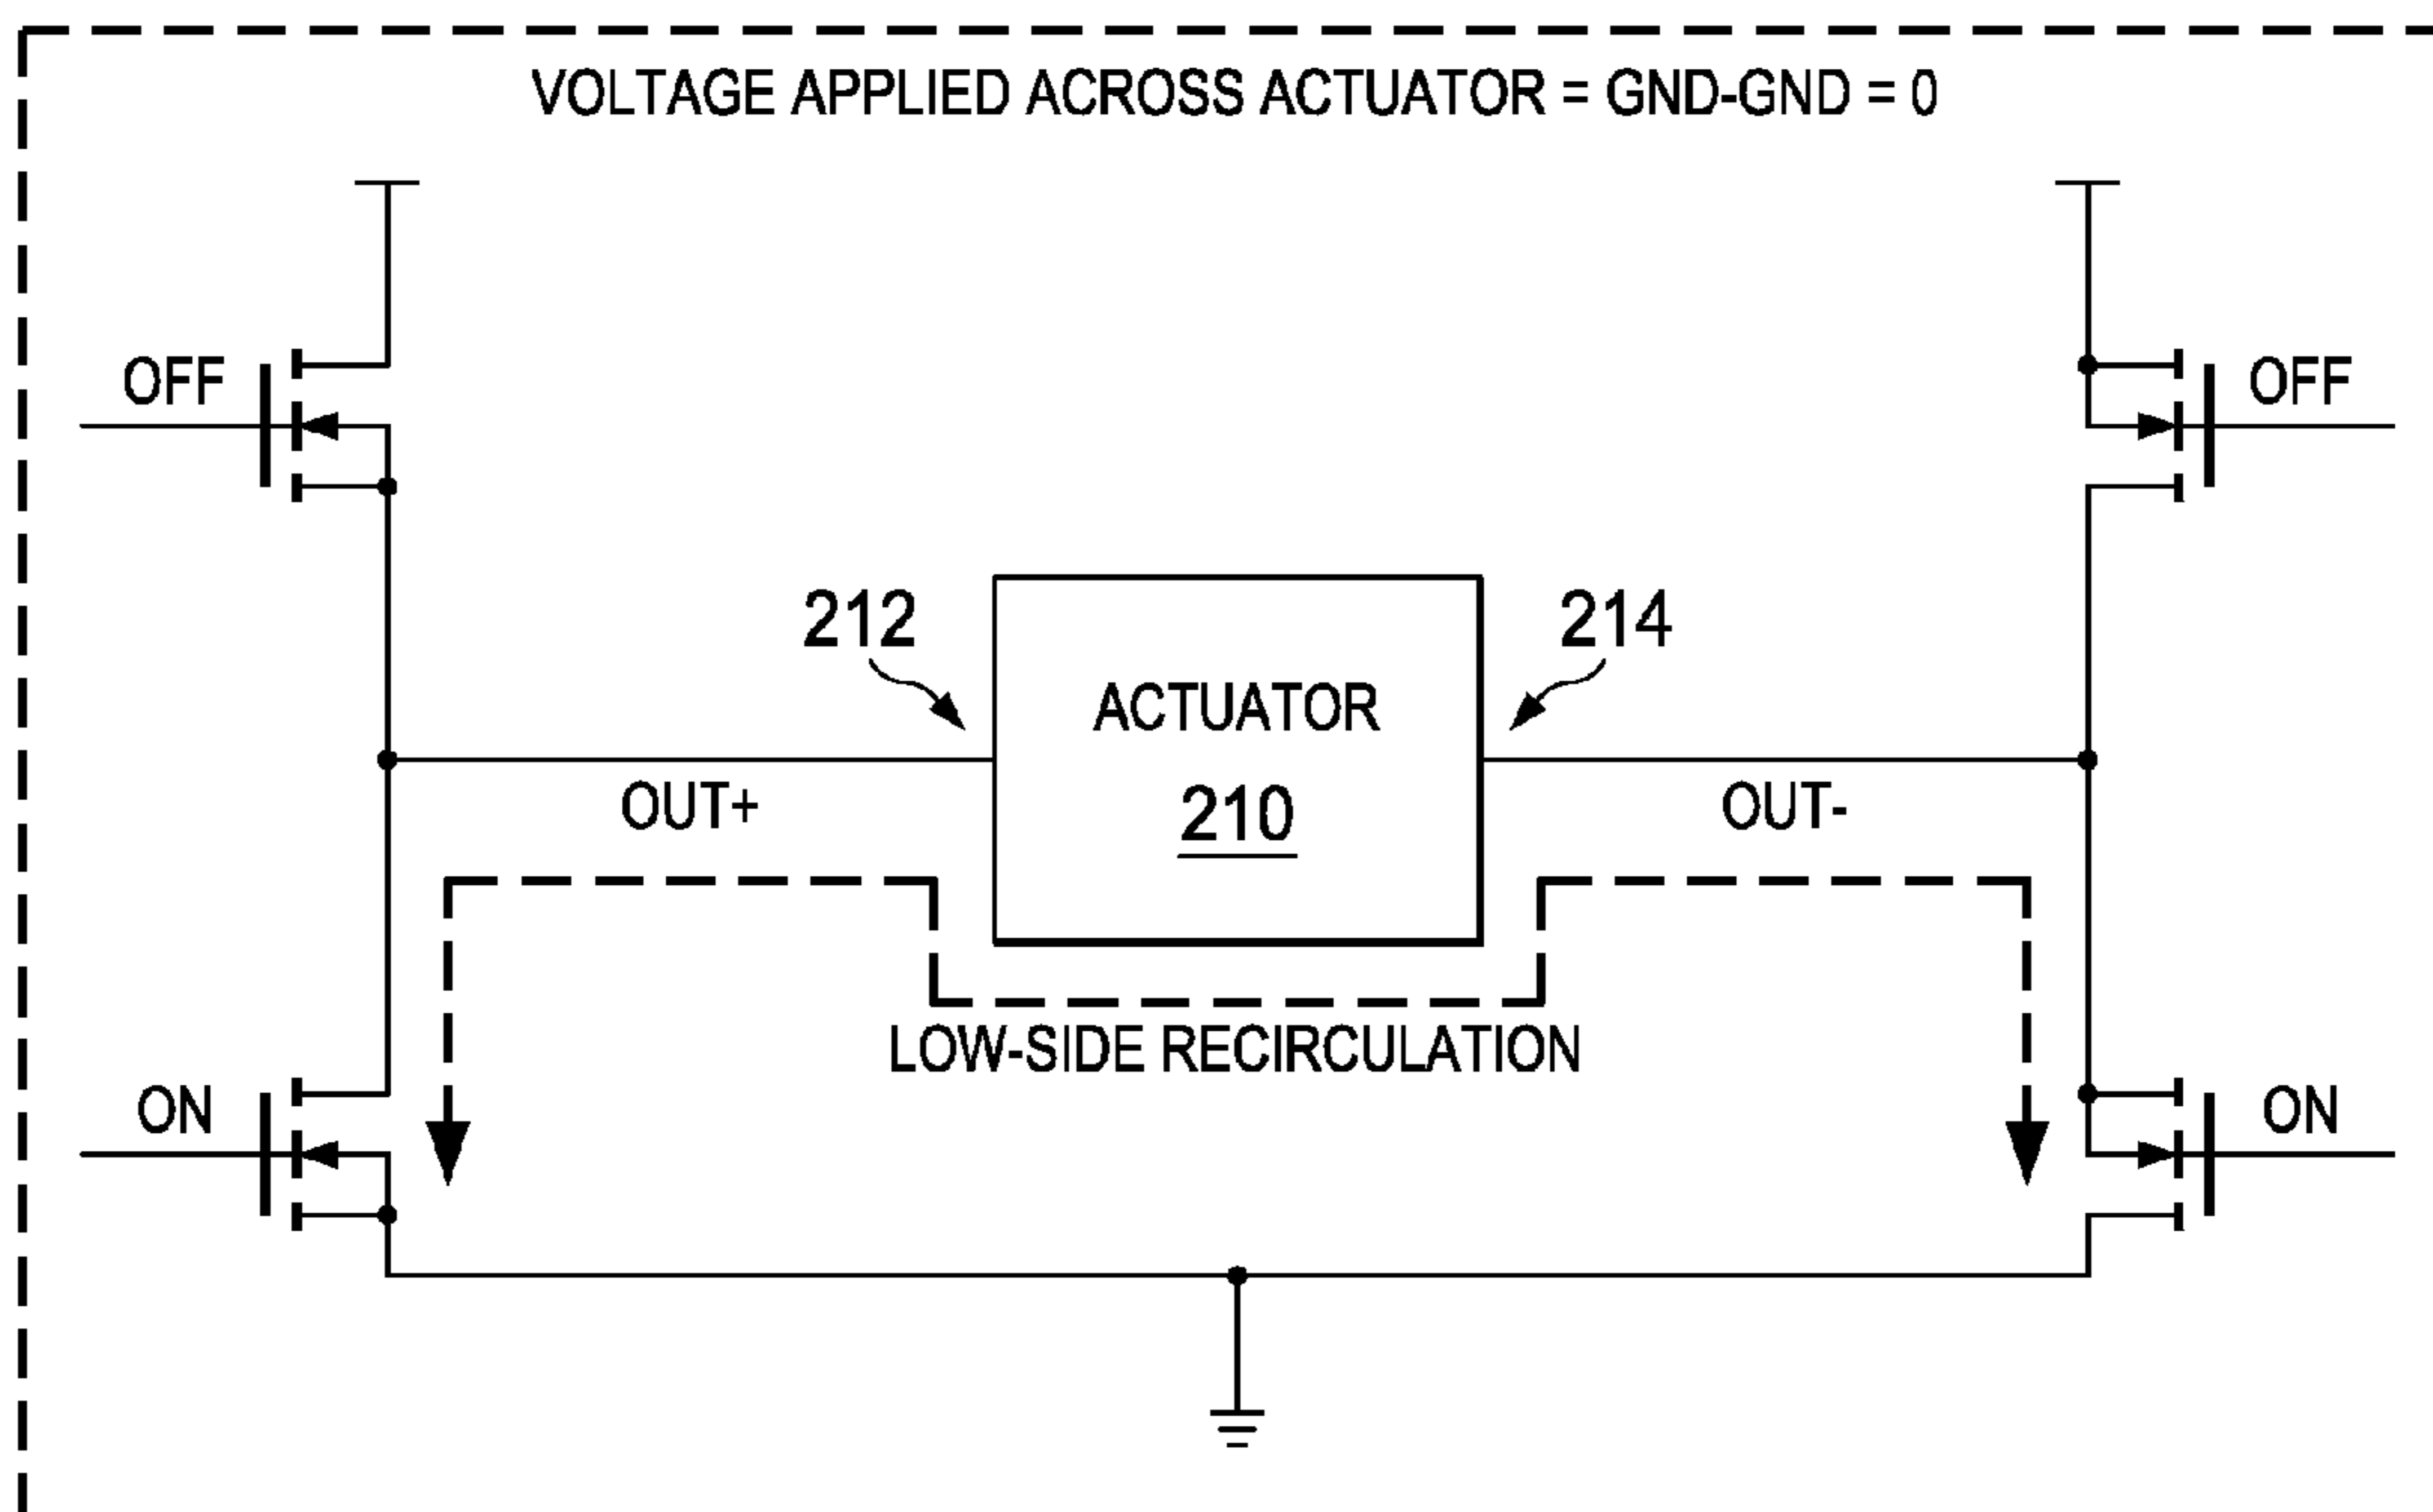 VOLTAGE APPLIED ACROSS ACTUATOR = GND-GND = 0
OFF
OFF
212
214
ACTUATOR
210
OUT+
OUT-
LOW-SIDE RECIRCULATION
ON
ON